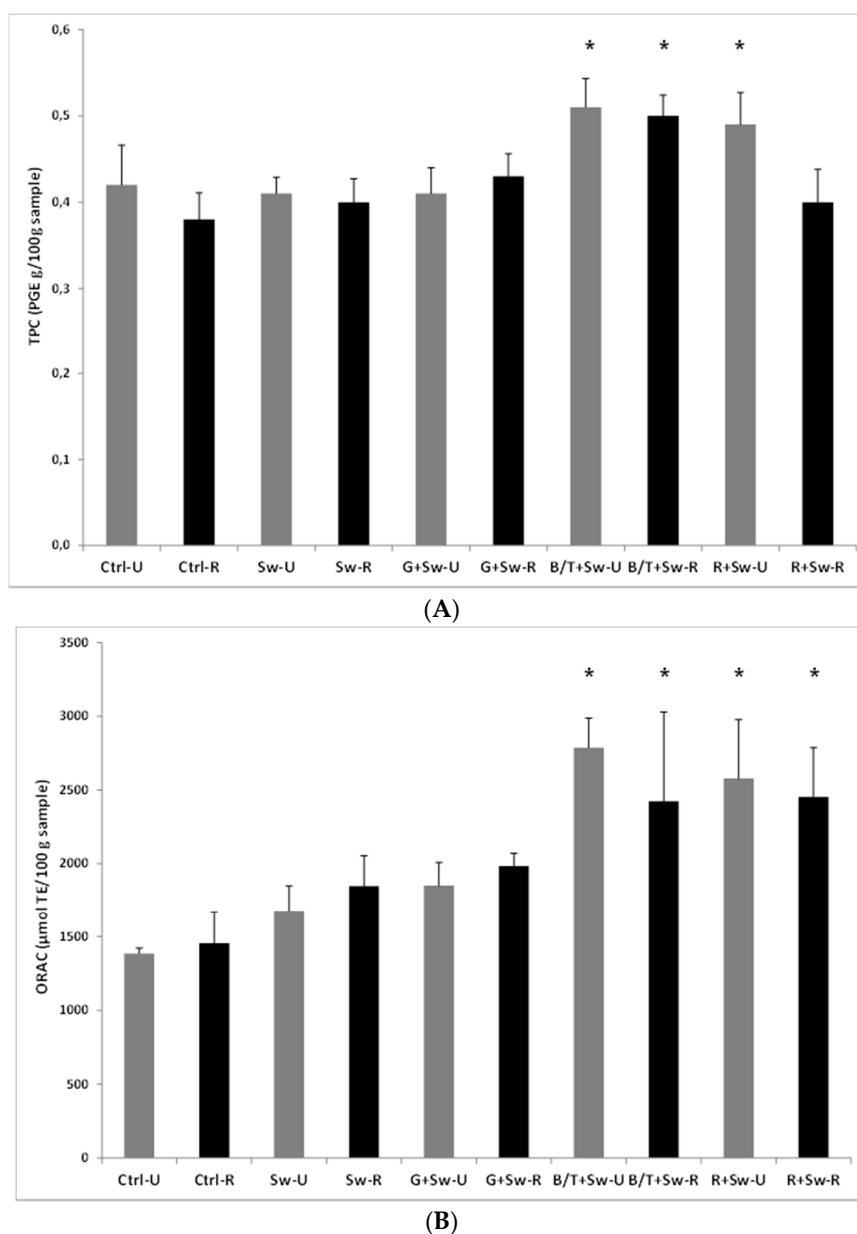 TPC (PGE g/100g sample)
0,6
0,5
0,4
0,3
0,2
0,1
0,0
* * *
Ctrl-U Ctrl-R Sw-U Sw-R G+Sw-U G+Sw-R B/T+Sw-U B/T+Sw-R R+Sw-U R+Sw-R
(A)
ORAC (µmol TE/100 g sample)
3500
3000
2500
2000
1500
1000
500
0
* * * *
Ctrl-U Ctrl-R Sw-U Sw-R G+Sw-U G+Sw-R B/T+Sw-U B/T+Sw-R R+Sw-U R+Sw-R
(B)